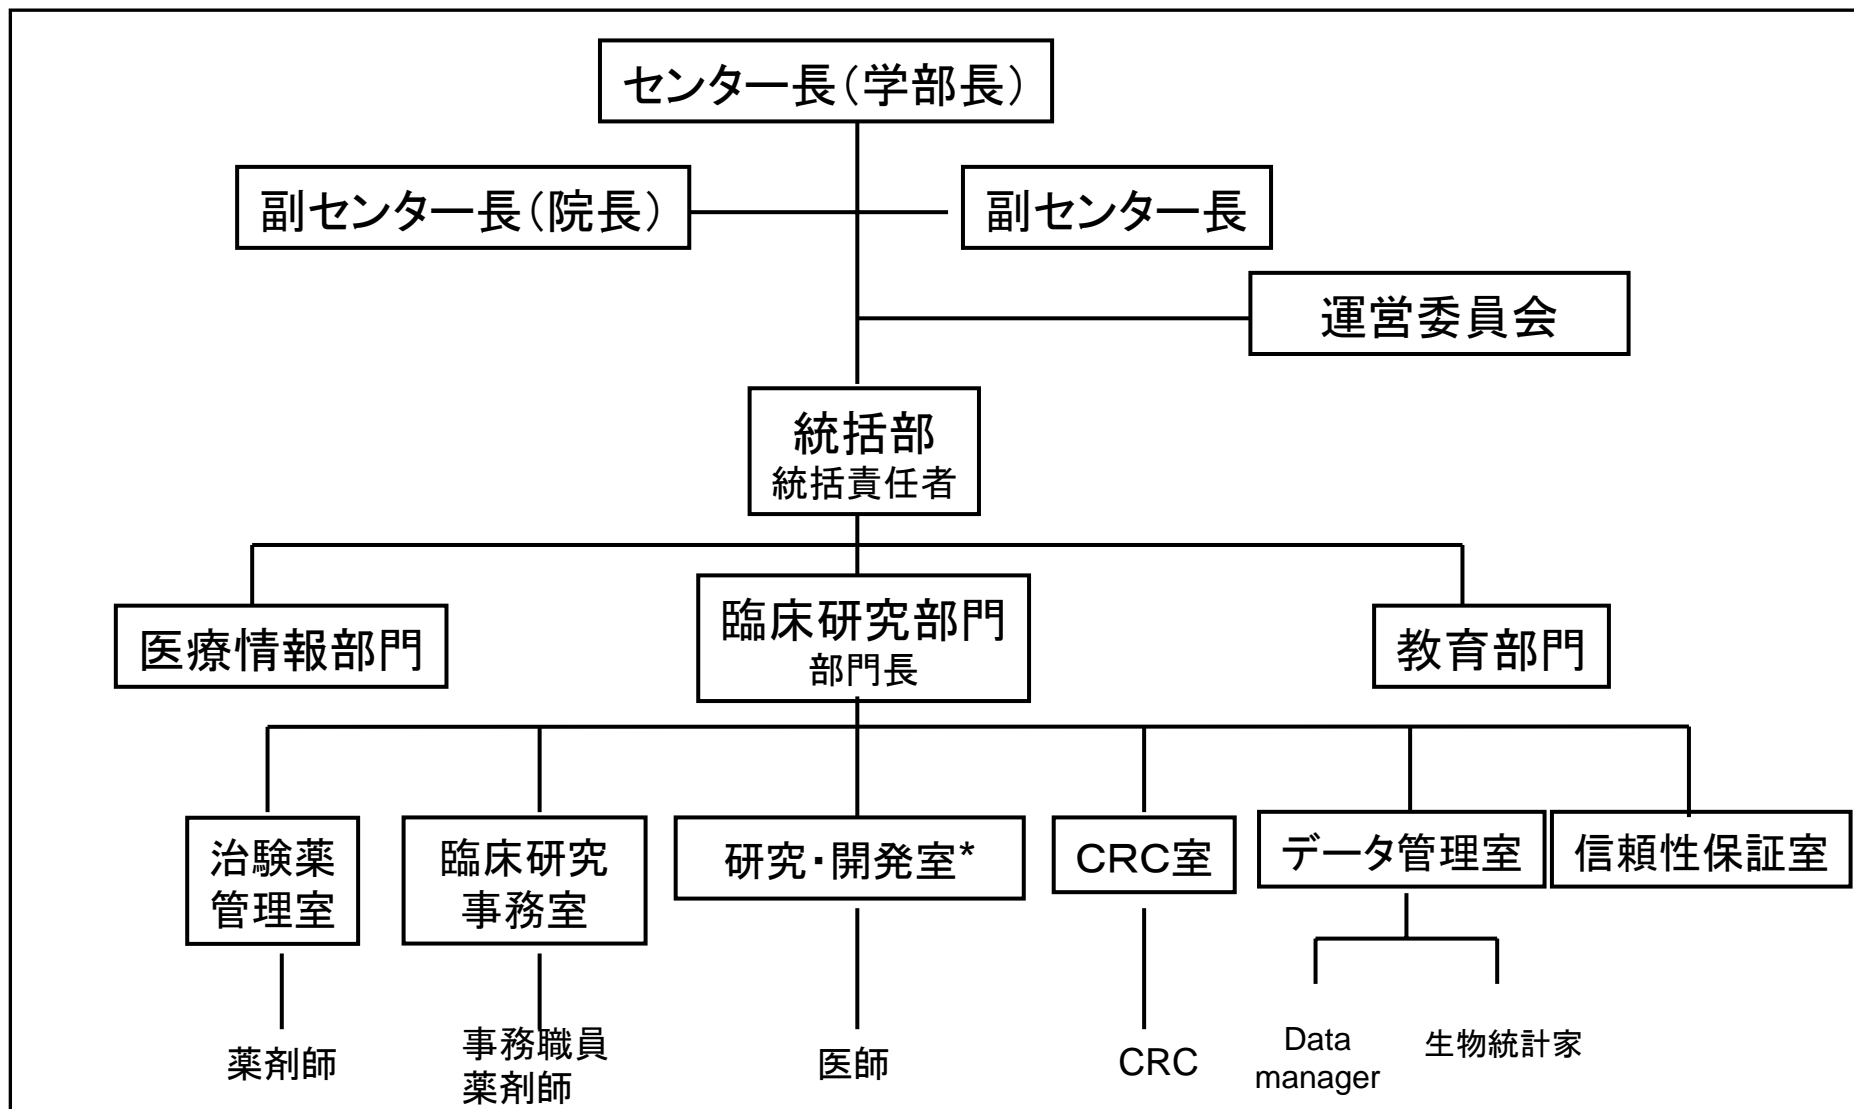 センター長（学部長）
副センター長（院長）
副センター長
運営委員会
統括部
統括責任者
医療情報部門
臨床研究部門
部門長
教育部門
治験薬
管理室
臨床研究
事務室
研究・開発室*
ＣＲＣ室
データ管理室
信頼性保証室
薬剤師
事務職員
薬剤師
医師
CRC
Data
manager
生物統計家